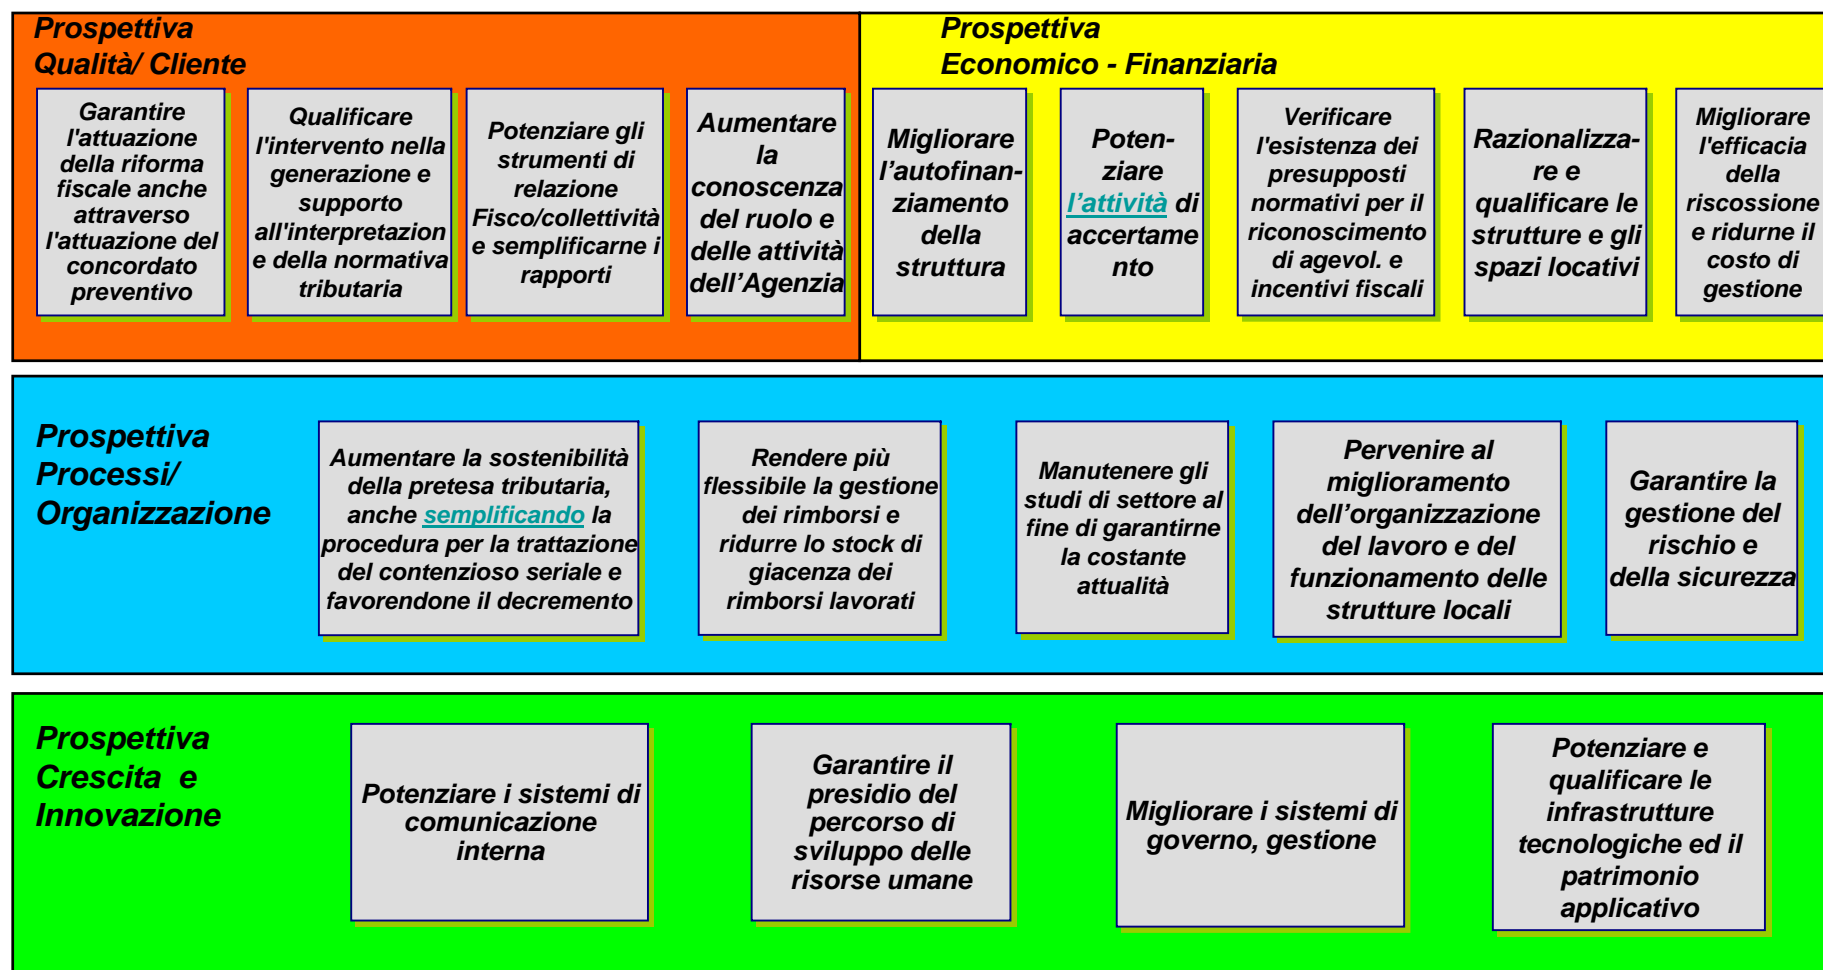 Prospettiva
Qualità/ Cliente
Garantire
l'attuazione
della riforma
fiscale anche
attraverso
l'attuazione del
concordato
preventivo
Qualificare
l'intervento nella
generazione e
supporto
all'interpretazion
e della normativa
tributaria
Potenziare gli
strumenti di
relazione
Fisco/collettività
e semplificarne i
rapporti
Aumentare
la
conoscenza
del ruolo e
delle attività
dell’Agenzia
Prospettiva
Economico - Finanziaria
Migliorare
l’autofinan-
ziamento
della
struttura
Poten-
ziare
l’attività di
accertame
nto
Verificare
l'esistenza dei
presupposti
normativi per il
riconoscimento
di agevol. e
incentivi fiscali
Razionalizza-
re e
qualificare le
strutture e gli
spazi locativi
Migliorare
l'efficacia
della
riscossione
e ridurne il
costo di
gestione
Prospettiva
Processi/
Organizzazione
Aumentare la sostenibilità
della pretesa tributaria,
anche semplificando la
procedura per la trattazione
del contenzioso seriale e
favorendone il decremento
Rendere più
flessibile la gestione
dei rimborsi e
ridurre lo stock di
giacenza dei
rimborsi lavorati
Manutenere gli
studi di settore al
fine di garantirne
la costante
attualità
Pervenire al
miglioramento
dell’organizzazione
del lavoro e del
funzionamento delle
strutture locali
Garantire la
gestione del
rischio e
della sicurezza
Prospettiva
Crescita e
Innovazione
Potenziare i sistemi di
comunicazione
interna
Garantire il
presidio del
percorso di
sviluppo delle
risorse umane
Migliorare i sistemi di
governo, gestione
Potenziare e
qualificare le
infrastrutture
tecnologiche ed il
patrimonio
applicativo